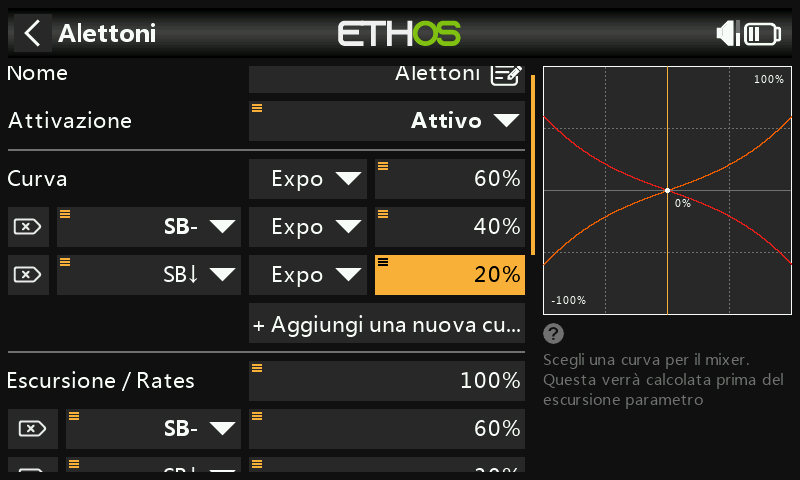 Alettoni
ETHOS
Nome
Alettoni
Attivazione
Attivo
Curva
Expo
60%
SB-
Expo
40%
SB↓
Expo
20%
+ Aggiungi una nuova cu...
Escursione / Rates
100%
SB-
60%
100%
0%
-100%
?
Scegli una curva per il mixer.
Questa verrà calcolata prima del
escursione parametro